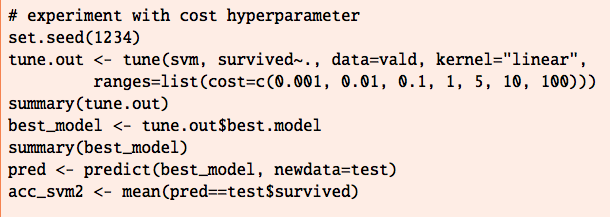 # experiment with cost hyperparameter
set.seed(1234)
tune.out <- tune(svm, survived~., data=vald, kernel="linear",
ranges=list(cost=c(0.001, 0.01, 0.1, 1, 5, 10, 100)))
summary(tune.out)
best_model <- tune.out$best.model
summary(best_model)
pred <- predict(best_model, newdata=test)
acc_svm2 <- mean(pred==test$survived)